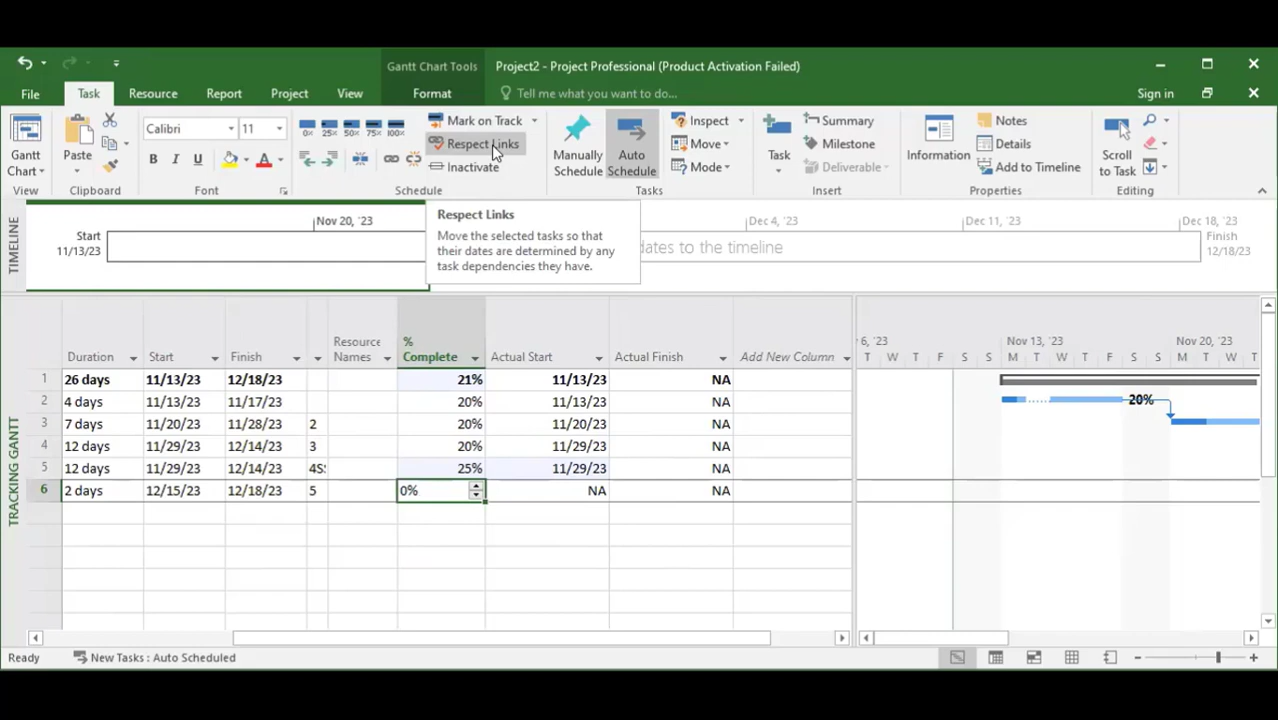 Gantt Chart Tools
Project2 - Project Professional (Product Activation Failed)
File
Task
Resource
Report
Project
View
Format
Tell me what you want to do...
Sign in
Gantt
Chart
Paste
Calibri
11
B I U A
0% 25% 50% 75% 100%
Mark on Track
Respect Links
Inactivate
Manually
Schedule
Auto
Schedule
Inspect
Move
Mode
Task
Summary
Milestone
Deliverable
Information
Notes
Details
Add to Timeline
Scroll
to Task
View
Clipboard
Font
Schedule
Tasks
Insert
Properties
Editing
TIMELINE
Start
11/13/23
Nov 20, '23
Dec 4, '23
Dec 11, '23
Dec 18, '23
Finish
12/18/23
dates to the timeline
Respect Links
Move the selected tasks so that
their dates are determined by any
task dependencies they have.
TRACKING GANTT
Duration Start Finish Resource Names % Complete Actual Start Actual Finish Add New Column
6, '23 Nov 13, '23 Nov 20, '23
T W T F S S M T W T F S S M T W T
1 26 days 11/13/23 12/18/23 21% 11/13/23 NA
2 4 days 11/13/23 11/17/23 20% 11/13/23 NA 20%
3 7 days 11/20/23 11/28/23 2 20% 11/20/23 NA
4 12 days 11/29/23 12/14/23 3 20% 11/29/23 NA
5 12 days 11/29/23 12/14/23 4S 25% 11/29/23 NA
6 2 days 12/15/23 12/18/23 5 0% NA NA
Ready
New Tasks : Auto Scheduled